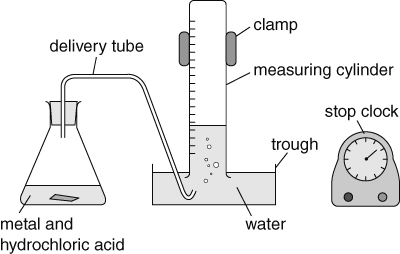 clamp
delivery tube
measuring cylinder
stop clock
trough
metal and
hydrochloric acid
water